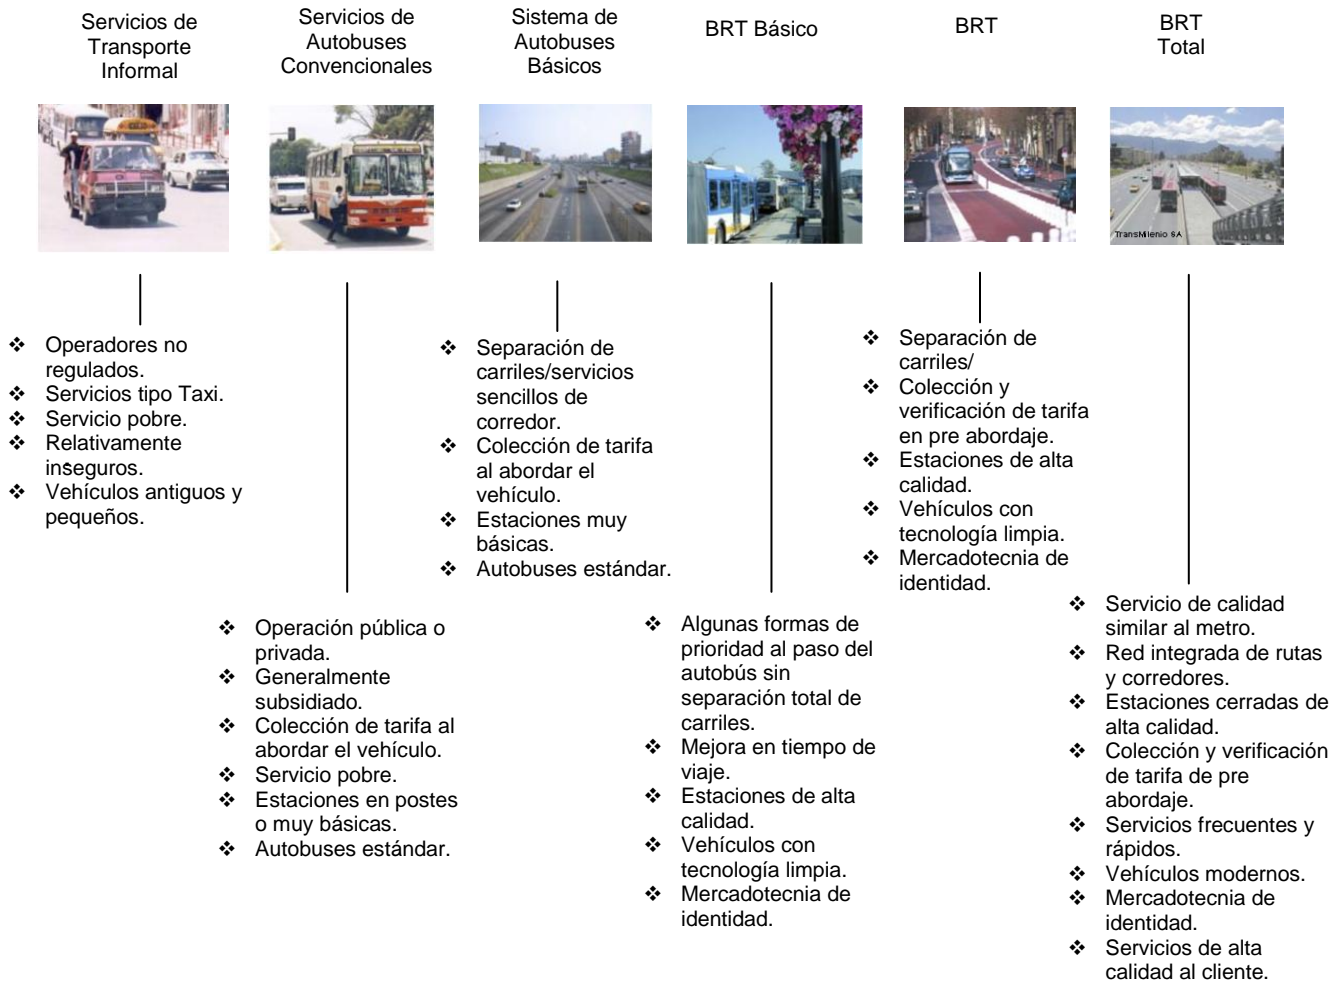 Servicios de
Transporte
Informal
Servicios de
Autobuses
Convencionales
Sistema de
Autobuses
Básicos
BRT Básico
BRT
BRT
Total
TransMilenio SA
❖ Operadores no
regulados.
❖ Servicios tipo Taxi.
❖ Servicio pobre.
❖ Relativamente
inseguros.
❖ Vehículos antiguos y
pequeños.
❖ Operación pública o
privada.
❖ Generalmente
subsidiado.
❖ Colección de tarifa al
abordar el vehículo.
❖ Servicio pobre.
❖ Estaciones en postes
o muy básicas.
❖ Autobuses estándar.
❖ Separación de
carriles/servicios
sencillos de
corredor.
❖ Colección de tarifa
al abordar el
vehículo.
❖ Estaciones muy
básicas.
❖ Autobuses estándar.
❖ Algunas formas de
prioridad al paso del
autobús sin
separación total de
carriles.
❖ Mejora en tiempo de
viaje.
❖ Estaciones de alta
calidad.
❖ Vehículos con
tecnología limpia.
❖ Mercadotecnia de
identidad.
❖ Separación de
carriles/
❖ Colección y
verificación de tarifa
en pre abordaje.
❖ Estaciones de alta
calidad.
❖ Vehículos con
tecnología limpia.
❖ Mercadotecnia de
identidad.
❖ Servicio de calidad
similar al metro.
❖ Red integrada de rutas
y corredores.
❖ Estaciones cerradas de
alta calidad.
❖ Colección y verificación
de tarifa de pre
abordaje.
❖ Servicios frecuentes y
rápidos.
❖ Vehículos modernos.
❖ Mercadotecnia de
identidad.
❖ Servicios de alta
calidad al cliente.